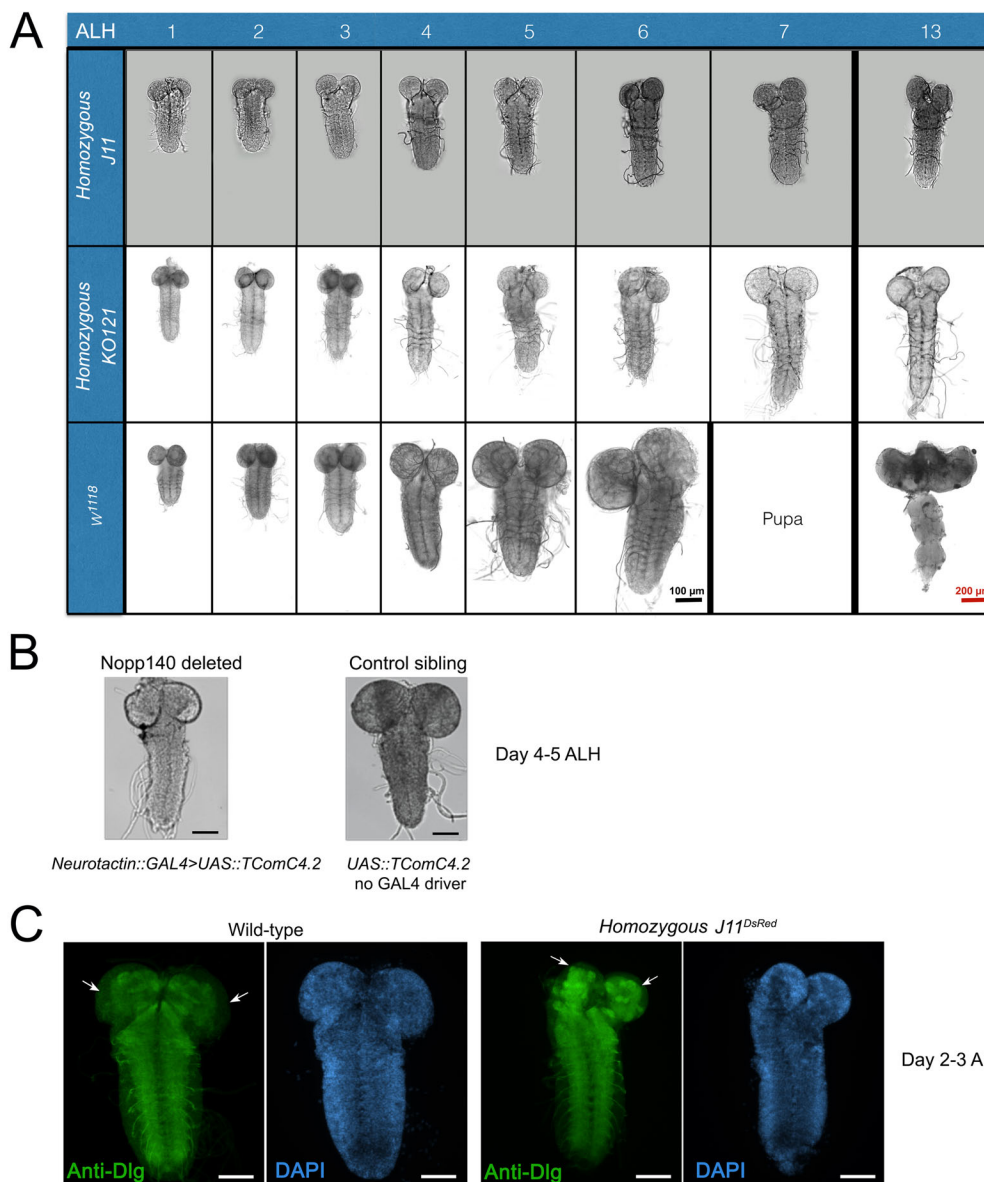 A
ALH 1 2 3 4 5 6 7 13
Homozygous
J11
Homozygous
KO121
W1118
Pupa
100 µm
200 µm
B
Nopp140 deleted
Control sibling
Day 4-5 ALH
Neurotactin::GAL4>UAS::TComC4.2
UAS::TComC4.2
no GAL4 driver
C
Wild-type
Homozygous J11DsRed
Day 2-3 A
Anti-Dlg
DAPI
Anti-Dlg
DAPI